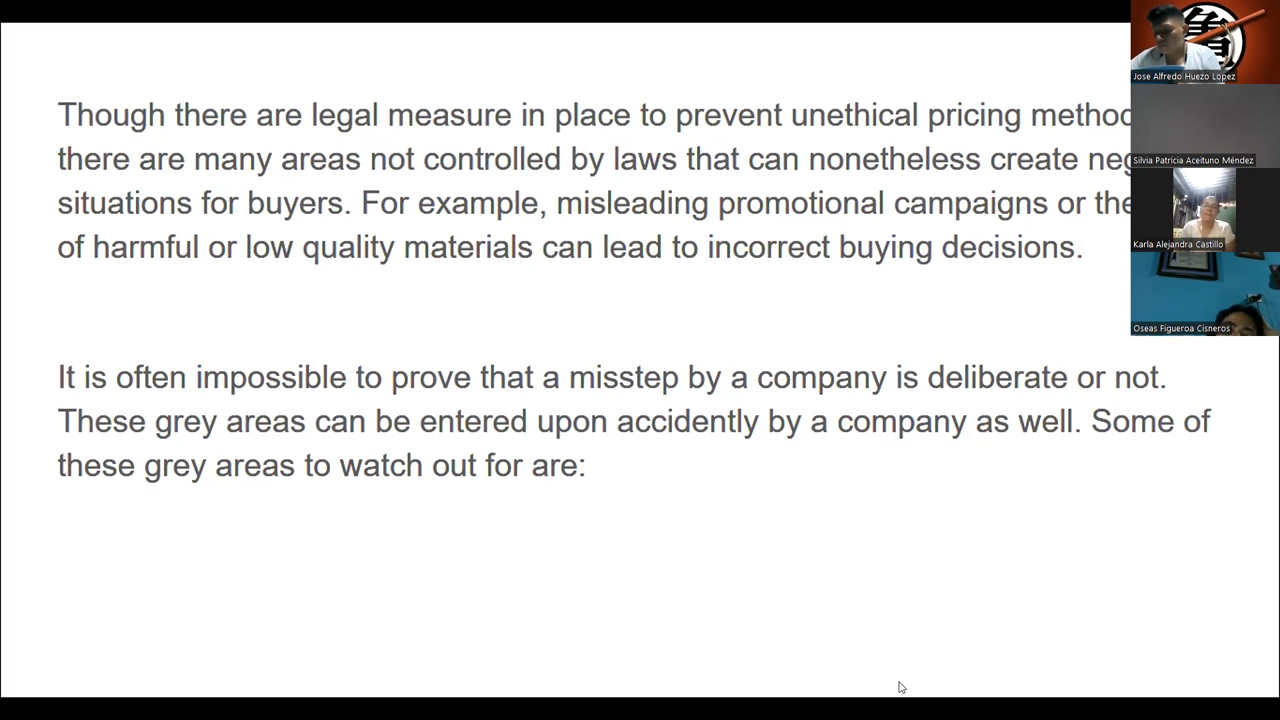 Though there are legal measure in place to prevent unethical pricing
there are many areas not controlled by laws that can nonetheless create
situations for buyers. For example, misleading promotional campaigns or
of harmful or low quality materials can lead to incorrect buying decisions.
It is often impossible to prove that a misstep by a company is deliberate or not.
These grey areas can be entered upon accidently by a company as well. Some of
these grey areas to watch out for are:
Jose Alfredo Huezo Lopez
Silvia Patricia Aceituno Méndez
Karla Alejandra Castillo
Oseas Figueroa Cisneros